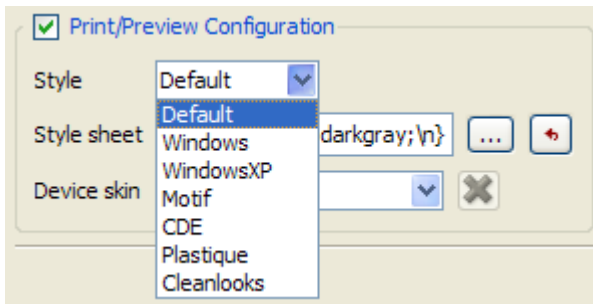 Print/Preview Configuration
Style Default
Default
Style sheet darkgray;\n} ...
Windows
WindowsXP
Device skin
Motif
CDE
Plastique
Cleanlooks